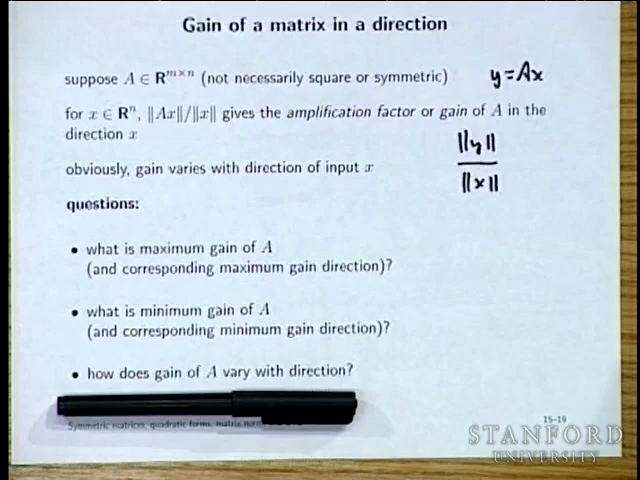 Gain of a matrix in a direction
suppose A ∈ R^{m×n} (not necessarily square or symmetric) y = Ax
for x ∈ R^n, ‖Ax‖/‖x‖ gives the amplification factor or gain of A in the
direction x
‖y‖
obviously, gain varies with direction of input x
‖x‖
questions:
• what is maximum gain of A
(and corresponding maximum gain direction)?
• what is minimum gain of A
(and corresponding minimum gain direction)?
• how does gain of A vary with direction?
Symmetric matrices, quadratic forms, matrix
15–19
STANFORD
UNIVERSITY